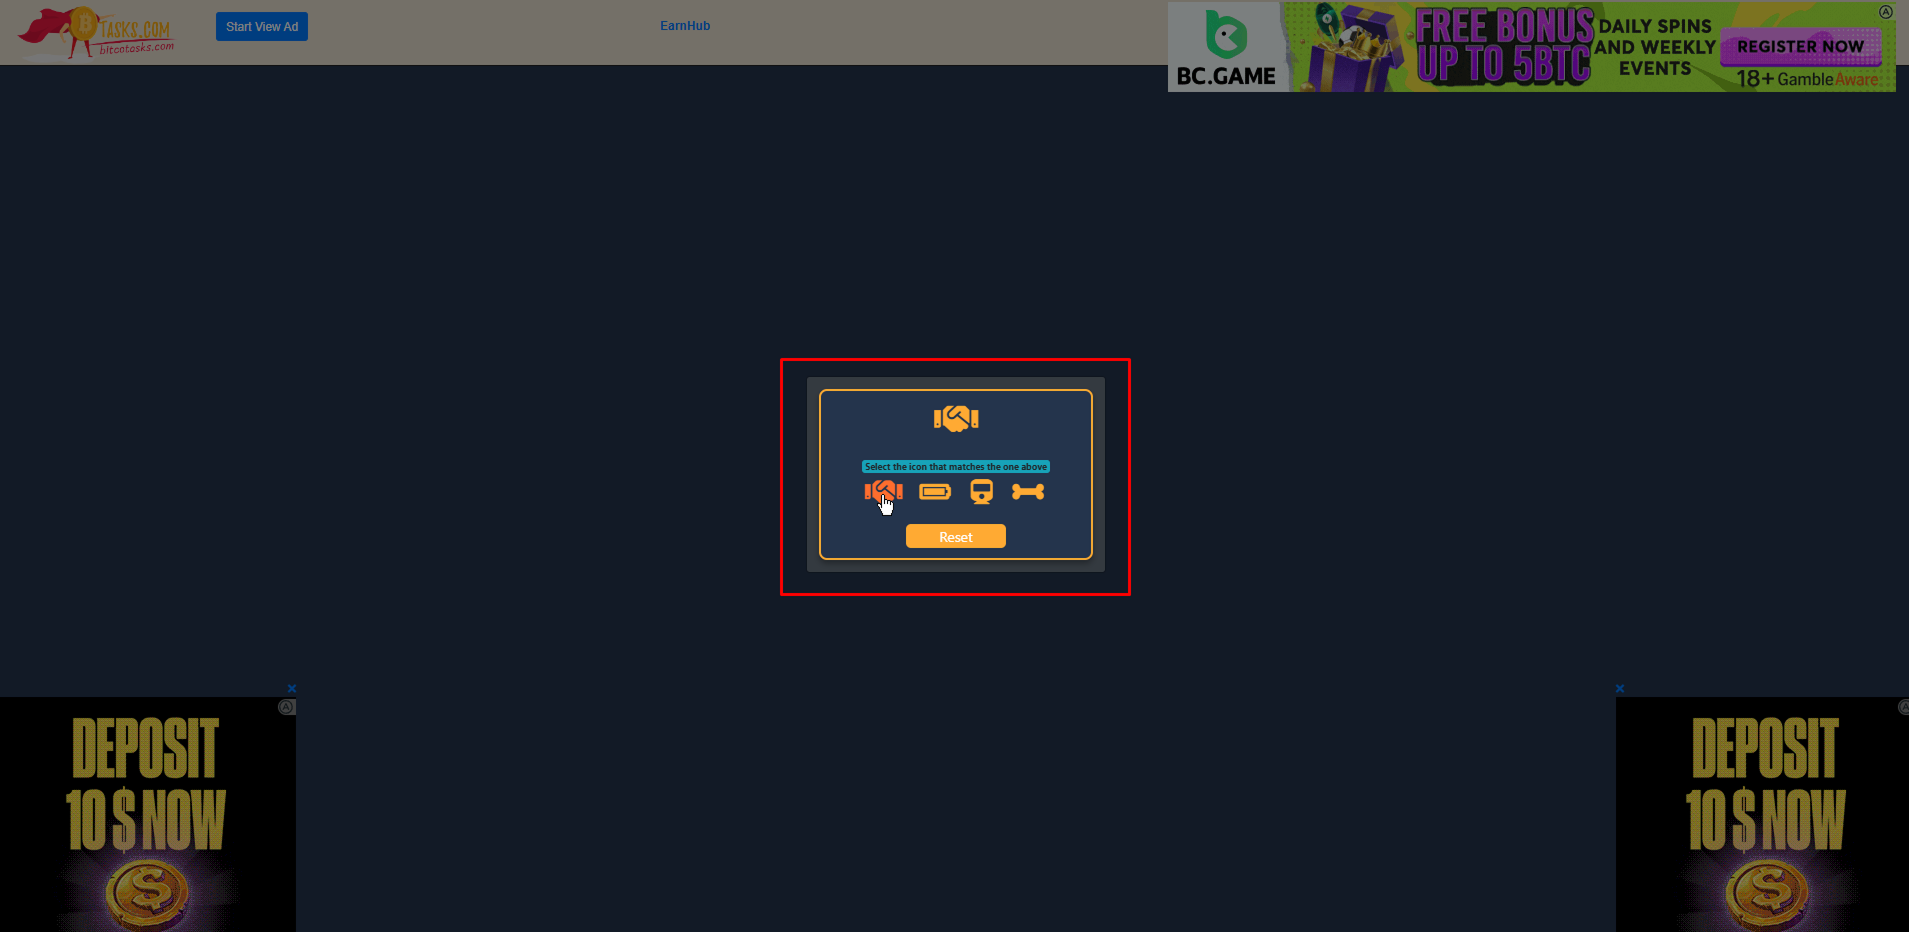 TASKS.COM
bitcotasks.com
Start View Ad
EarnHub
BC.GAME
FREE BONUS
UP TO 5BTC
DAILY SPINS
AND WEEKLY
EVENTS
REGISTER NOW
18+ GambleAware
Select the icon that matches the one above
Reset
DEPOSIT
10 $ NOW
DEPOSIT
10 $ NOW